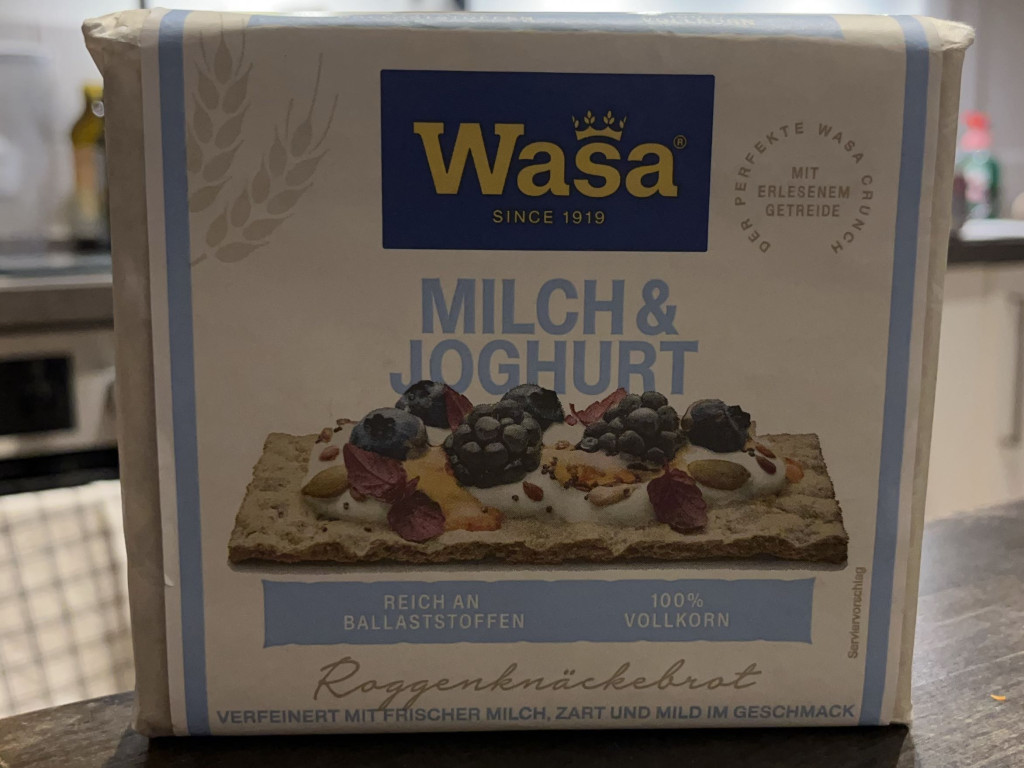 Wasa®
SINCE 1919
DER PERFEKTE WASA CRUNCH
MIT
ERLESENEM
GETREIDE
MILCH &
JOGHURT
REICH AN
BALLASTSTOFFEN
100%
VOLLKORN
Serviervorschlag
Roggenknäckebrot
VERFEINERT MIT FRISCHER MILCH, ZART UND MILD IM GESCHMACK